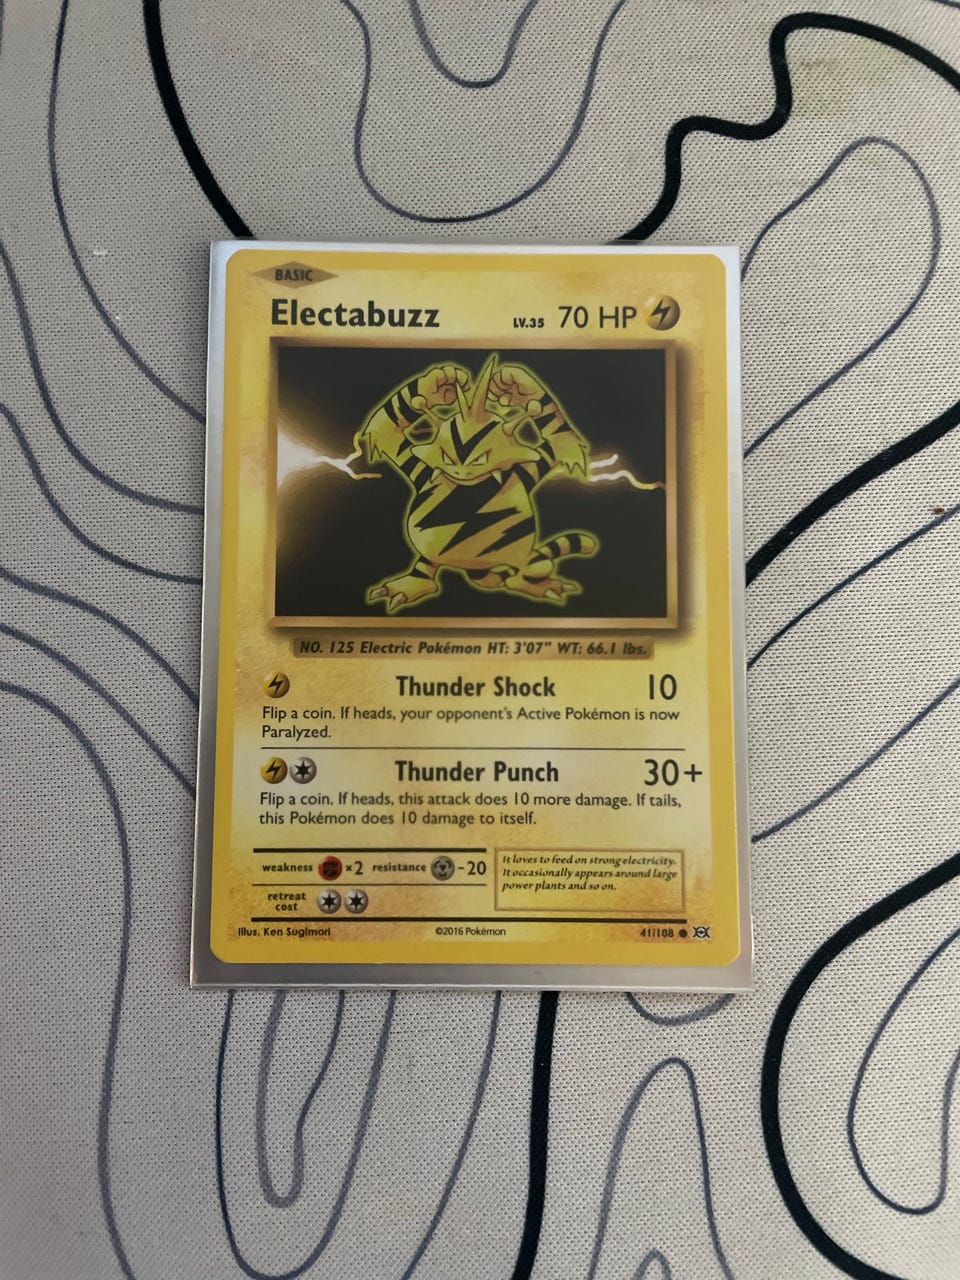 BASIC
Electabuzz LV.35 70 HP
NO. 125 Electric Pokémon HT: 3'07" WT: 66.1 lbs.
Thunder Shock 10
Flip a coin. If heads, your opponent's Active Pokémon is now
Paralyzed.
Thunder Punch 30+
Flip a coin. If heads, this attack does 10 more damage. If tails,
this Pokémon does 10 damage to itself.
weakness ×2 resistance -20
retreat
cost
It loves to feed on strong electricity.
It occasionally appears around large
power plants and so on.
Illus. Ken Sugimori ©2016 Pokémon 41/108